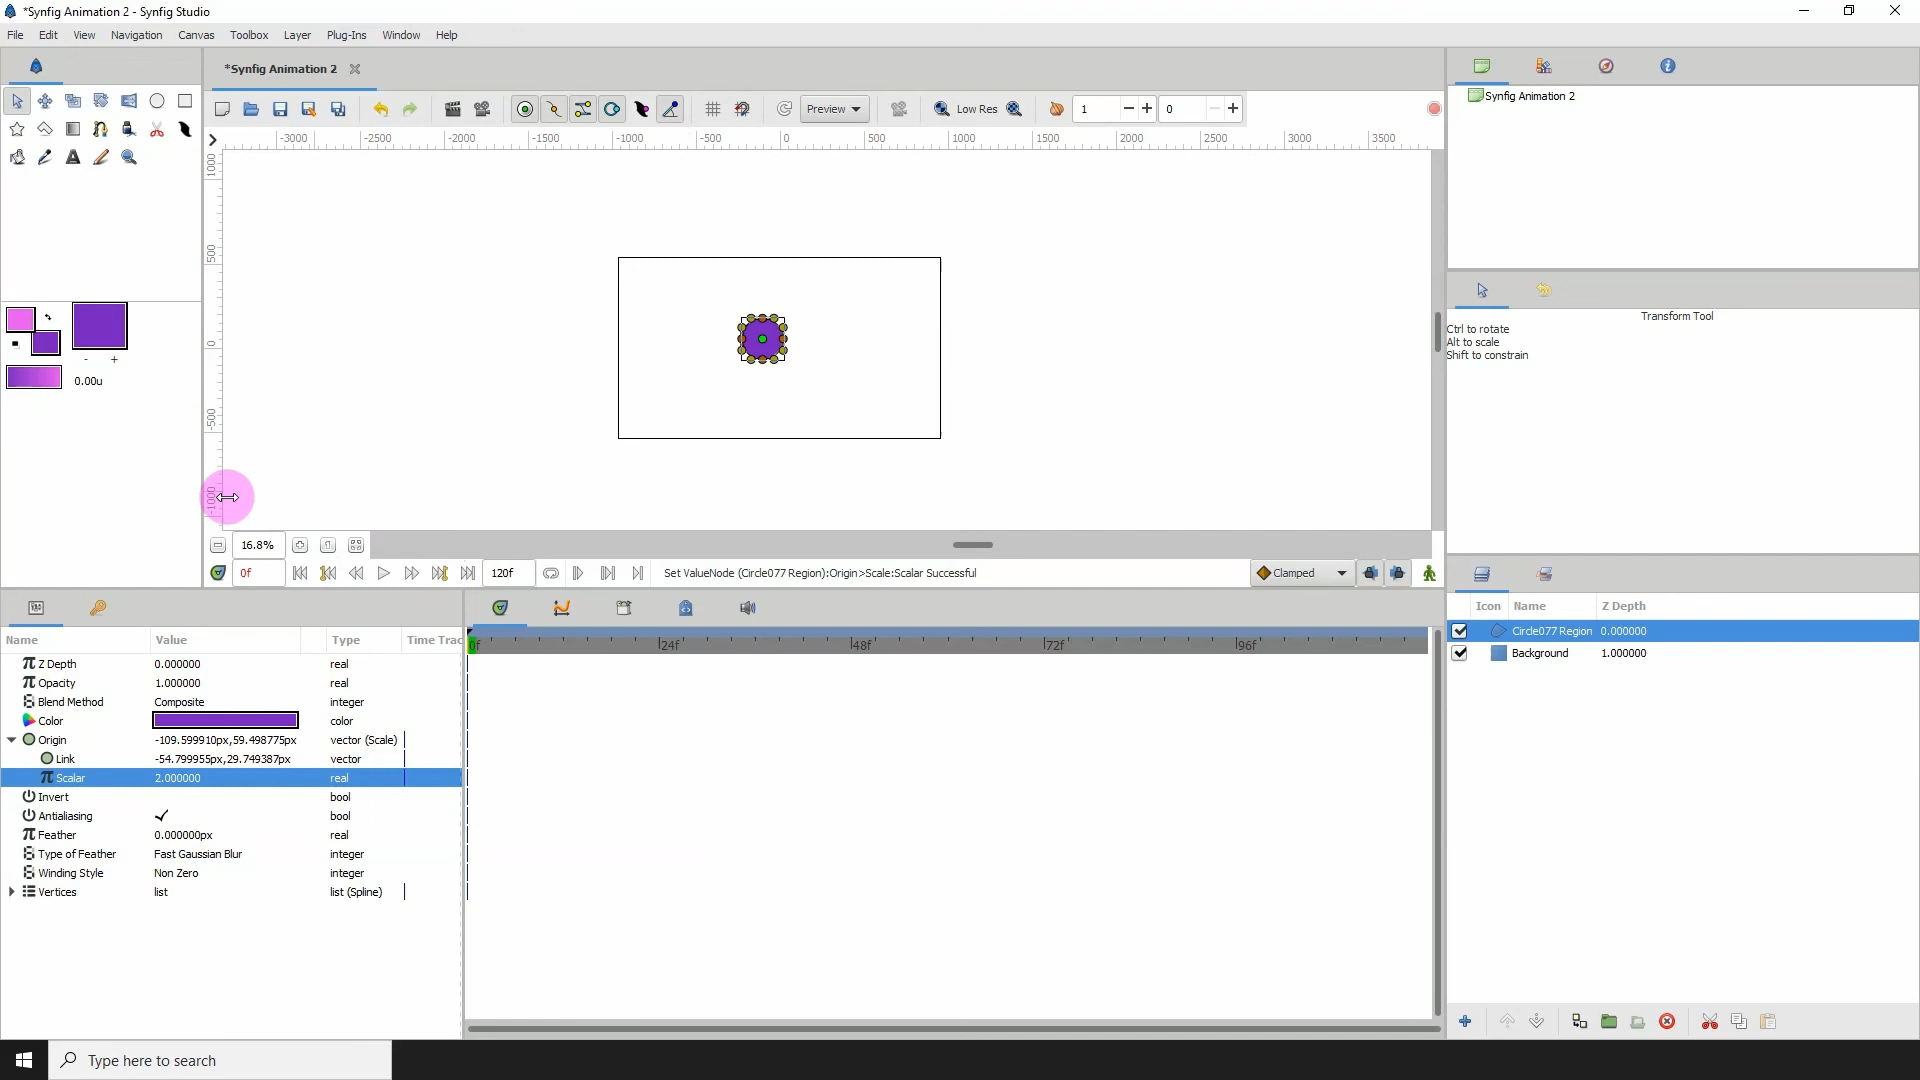 *Synfig Animation 2 - Synfig Studio
File Edit View Navigation Canvas Toolbox Layer Plug-Ins Window Help
*Synfig Animation 2
Preview Low Res 1 0
-3000 -2500 -2000 -1500 -1000 -500 0 500 1000 1500 2000 2500 3000 3500
1000
500
0
-500
-1000
0.00u
16.8%
0f 120f Set ValueNode (Circle077 Region):Origin>Scale:Scalar Successful Clamped
Name Value Type Time Trac
Z Depth 0.000000 real
Opacity 1.000000 real
Blend Method Composite integer
Color color
Origin -109.599910px,59.498775px vector (Scale)
Link -54.799955px,29.749387px vector
Scalar 2.000000 real
Invert bool
Antialiasing bool
Feather 0.000000px real
Type of Feather Fast Gaussian Blur integer
Winding Style Non Zero integer
Vertices list list (Spline)
0f 24f 48f 72f 96f
Synfig Animation 2
Transform Tool
Ctrl to rotate
Alt to scale
Shift to constrain
Icon Name Z Depth
Circle077 Region 0.000000
Background 1.000000
Type here to search